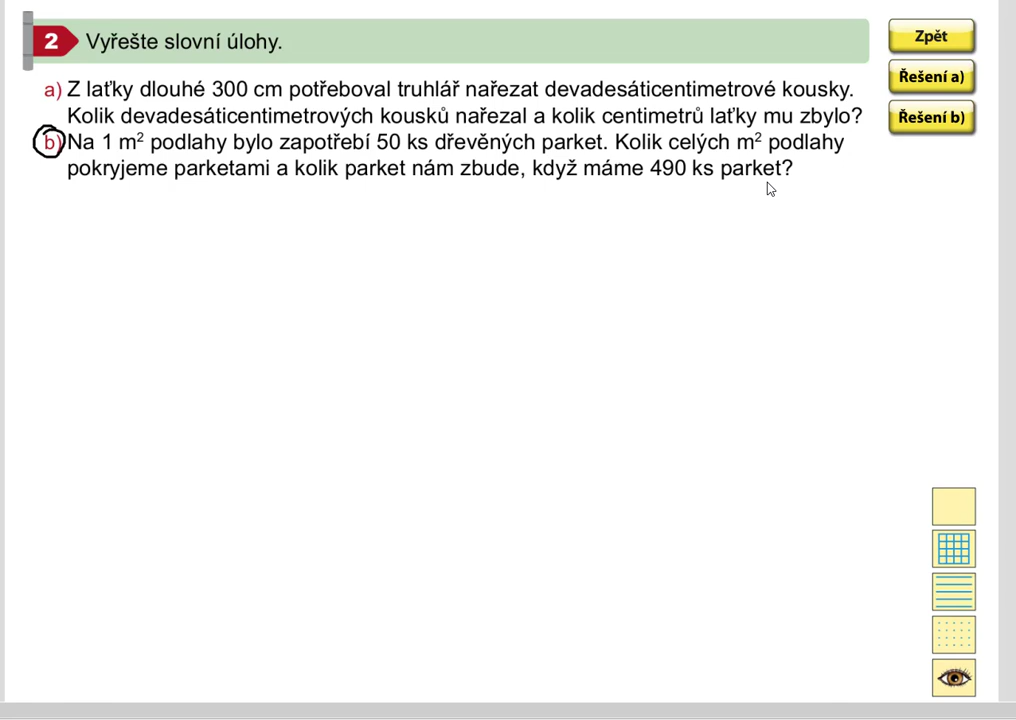 2 Vyřešte slovní úlohy.
Zpět
Řešení a)
Řešení b)
a) Z laťky dlouhé 300 cm potřeboval truhlář nařezat devadesáticentimetrové kousky.
Kolik devadesáticentimetrových kousků nařezal a kolik centimetrů laťky mu zbylo?
b) Na 1 m² podlahy bylo zapotřebí 50 ks dřevěných parket. Kolik celých m² podlahy
pokryjeme parketami a kolik parket nám zbude, když máme 490 ks parket?